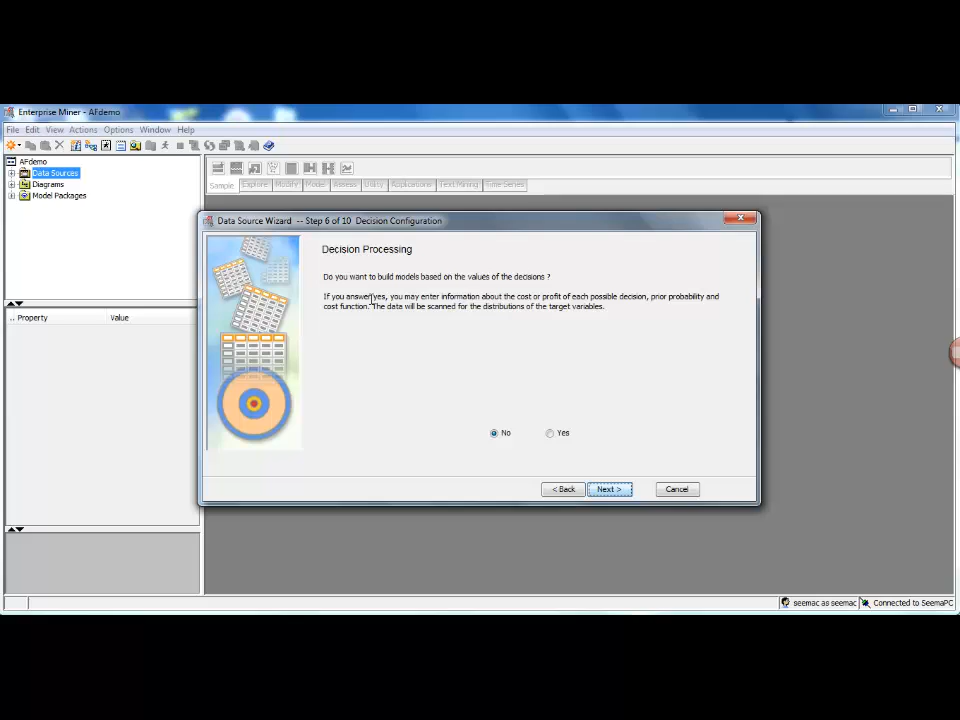 Enterprise Miner - AFdemo
File Edit View Actions Options Window Help
AFdemo
Data Sources
Diagrams
Model Packages
Sample Explore Modify Model Assess Utility Applications Text Mining Time Series
.. Property Value
Data Source Wizard -- Step 6 of 10 Decision Configuration
Decision Processing
Do you want to build models based on the values of the decisions ?
If you answer yes, you may enter information about the cost or profit of each possible decision, prior probability and
cost function. The data will be scanned for the distributions of the target variables.
No Yes
< Back Next > Cancel
seemac as seemac Connected to SeemaPC